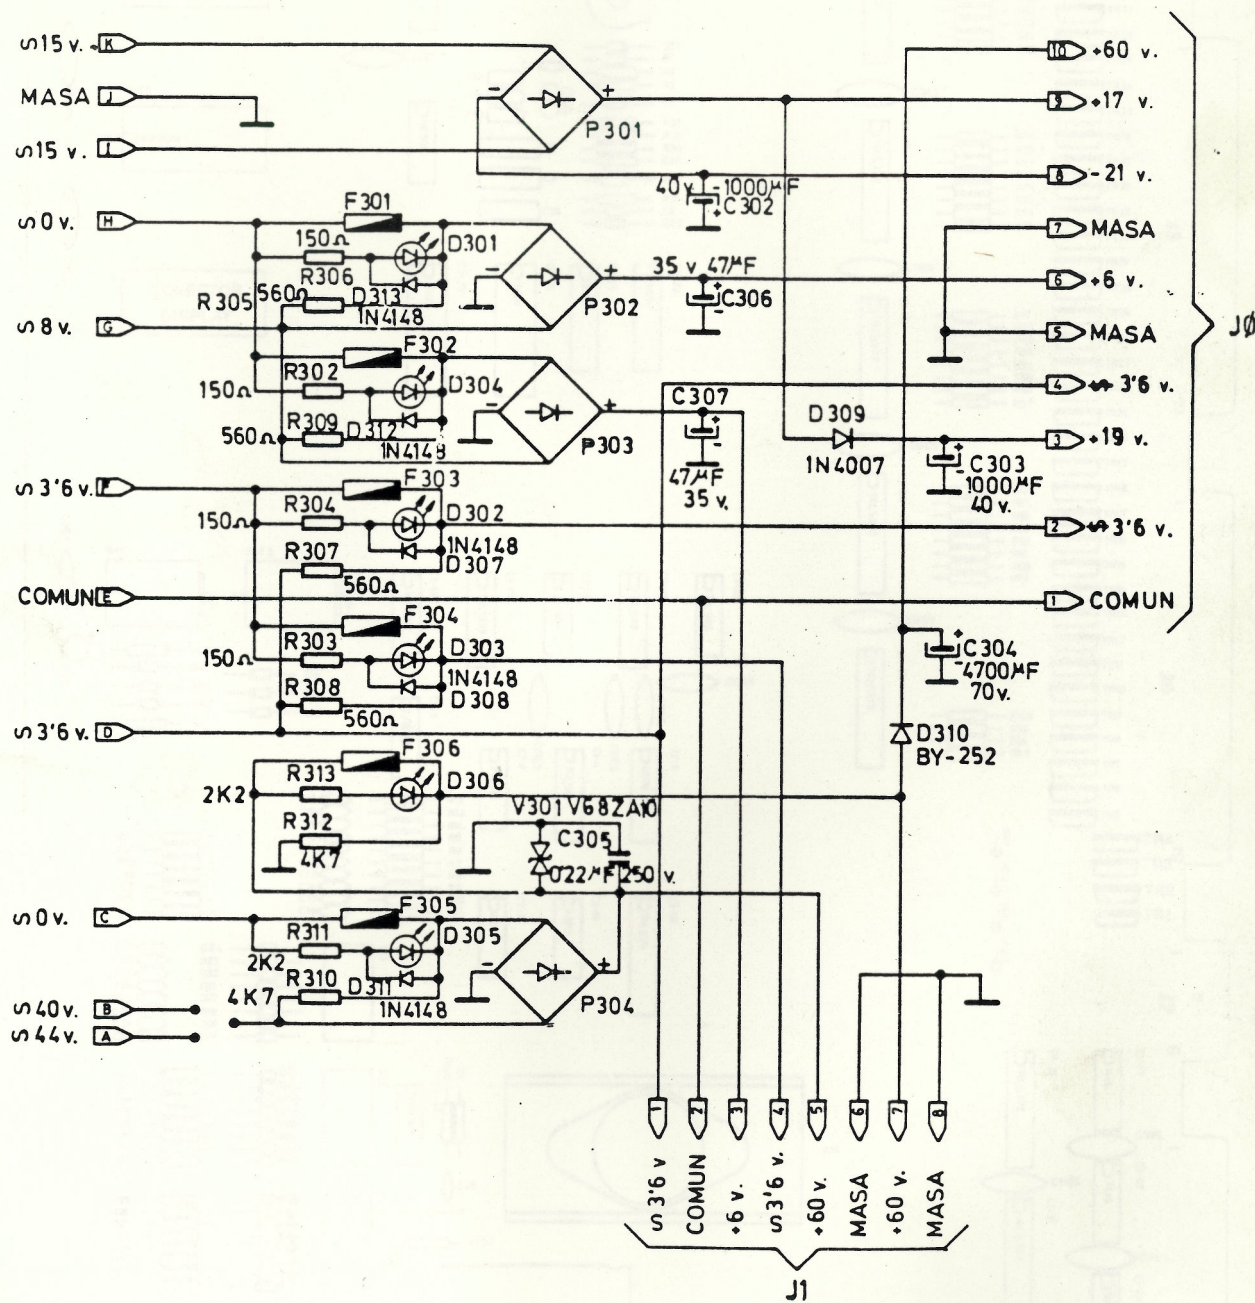 S 15 v. K
MASA J
S 15 v. I
S 0 v. H
S 8 v. G
S 3'6 v. F
COMUN E
S 3'6 v. D
S 0 v. C
S 40 v. B
S 44 v. A
- +
P301
40 v - 1000µF
+ C302
F301
150Ω
R306
D301
560Ω
R305
D313
1N4148
- +
P302
35 v 47µF
+ C306
-
F302
R302
150Ω
D304
R309
560Ω
D312
1N4148
- +
P303
C307
+
-
47µF
35 v.
D309
1N4007
+
C303
- 1000µF
40 v.
F303
R304
150Ω
D302
1N4148
R307
D307
560Ω
F304
R303
150Ω
D303
1N4148
R308
D308
560Ω
+
C304
- 4700µF
70 v.
D310
BY-252
F306
R313
2K2
D306
R312
4K7
V301 V68ZA10
C305
022µF 250 v.
F305
R311
2K2
D305
R310
4K7
D311
1N4148
- +
P304
10 +60 v.
9 +17 v.
8 -21 v.
7 MASA
6 +6 v.
5 MASA
4 S 3'6 v.
3 +19 v.
2 S 3'6 v.
1 COMUN
JØ
1 2 3 4 5 6 7 8
S 3'6 v
COMUN
+6 v.
S 3'6 v.
+60 v.
MASA
+60 v.
MASA
J1